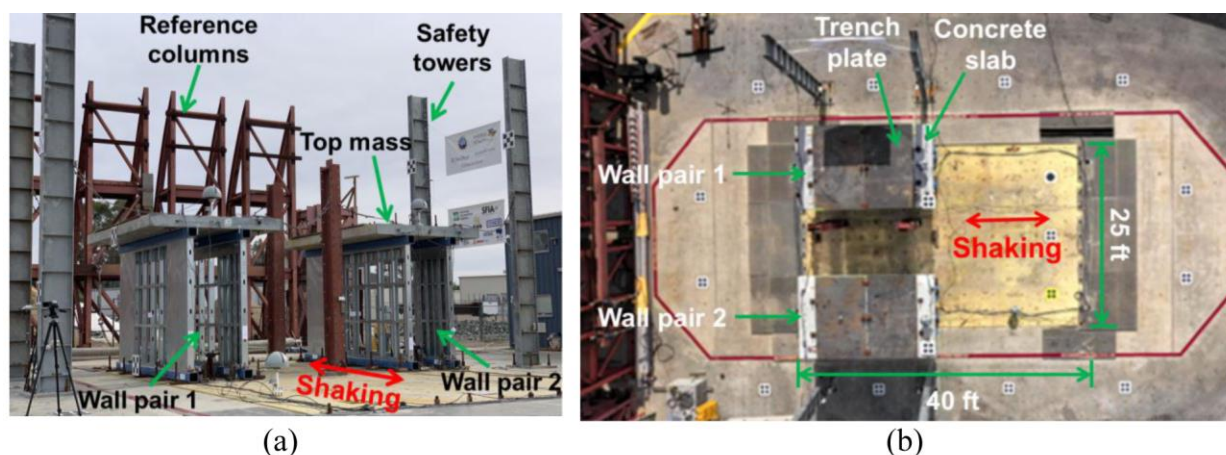 Reference
columns
Safety
towers
Top mass
SFIA
Wall pair 1
Shaking
Wall pair 2
(a)
Trench
plate
Concrete
slab
Wall pair 1
Shaking
25 ft
Wall pair 2
40 ft
(b)